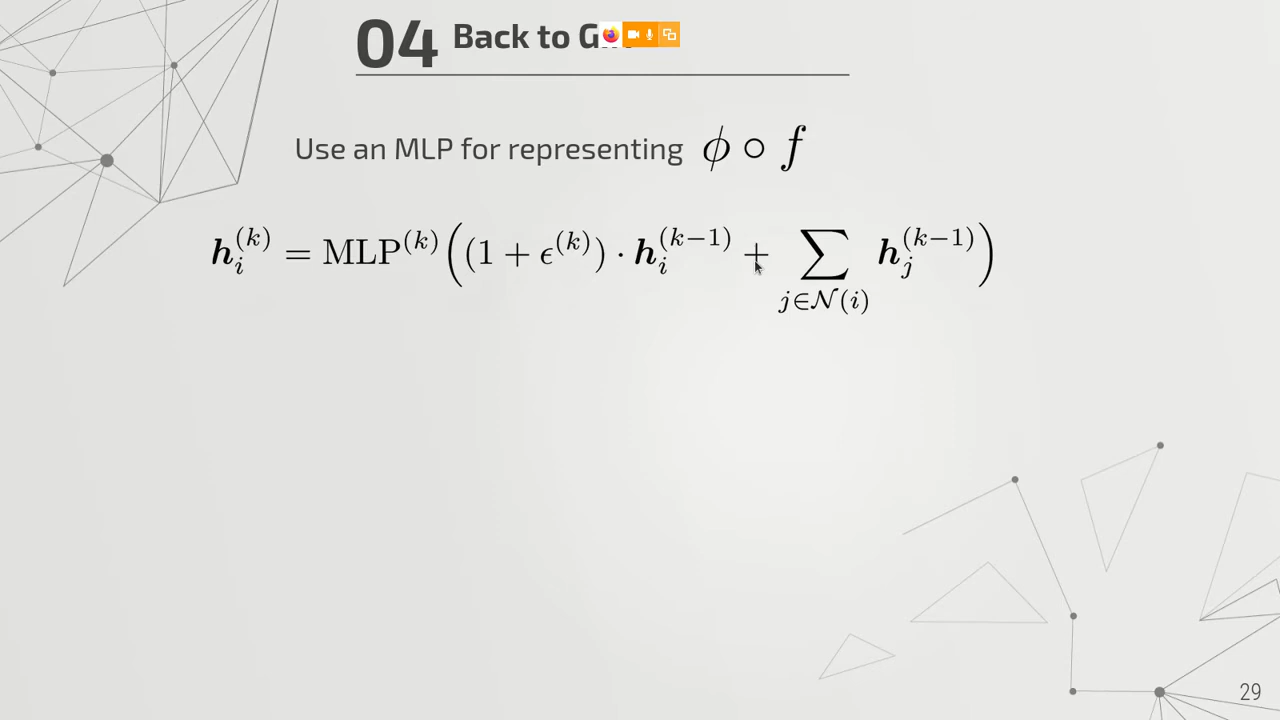 04 Back to
Use an MLP for representing ϕ ∘ f
h_i^{(k)} = MLP^{(k)}((1 + ϵ^{(k)}) · h_i^{(k−1)} + ∑_{j∈𝒩(i)} h_j^{(k−1)})
29